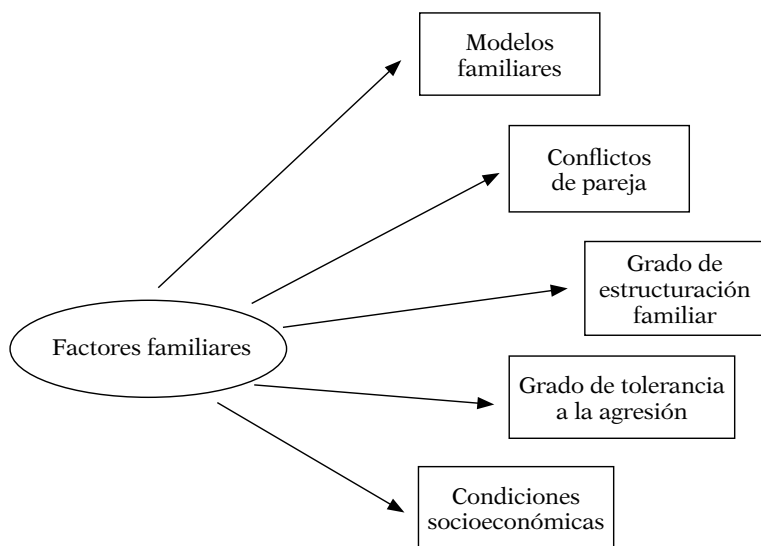 Modelos
familiares
Conflictos
de pareja
Grado de
estructuración
familiar
Factores familiares
Grado de tolerancia
a la agresión
Condiciones
socioeconómicas